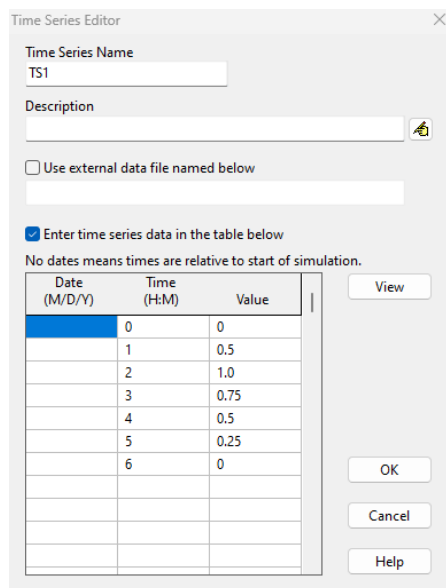 Time Series Editor
Time Series Name
TS1
Description
Use external data file named below
Enter time series data in the table below
No dates means times are relative to start of simulation.
Date (M/D/Y) Time (H:M) Value
View
0 0
1 0.5
2 1.0
3 0.75
4 0.5
5 0.25
6 0
OK
Cancel
Help